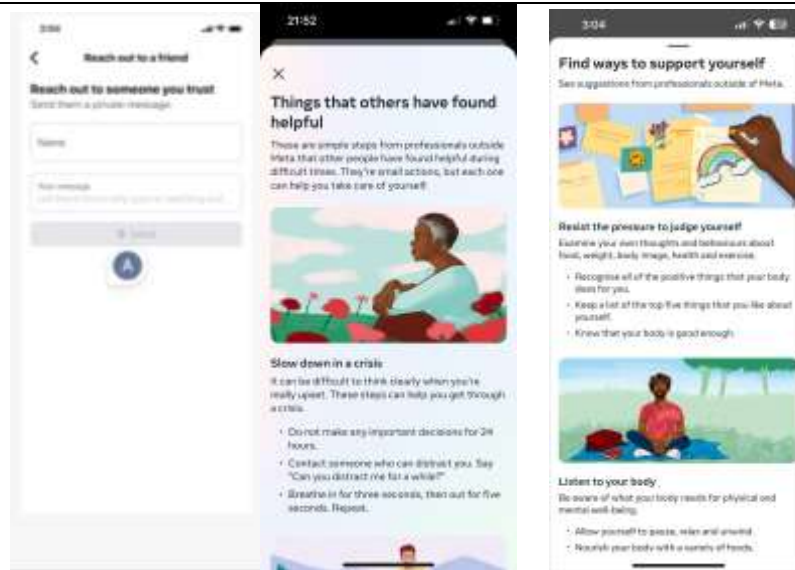 3:04
Reach out to a friend
Reach out to someone you trust
Send them a private message
Name
Your message
Send
A
21:52
Things that others have found
helpful
These are simple steps from professionals outside
Meta that other people have found helpful during
difficult times. They're small actions, but each one
can help you take care of yourself.
Slow down in a crisis
It can be difficult to think clearly when you're
really upset. These steps can help you get through
a crisis.
• Do not make any important decisions for 24
hours.
• Contact someone who can distract you. Say
"Can you distract me for a while?"
• Breathe in for three seconds, then out for five
seconds. Repeat.
3:04
Find ways to support yourself
See suggestions from professionals outside of Meta.
Resist the pressure to judge yourself
Examine your own thoughts and behaviours about
food, weight, body image, health and exercise.
• Recognise all of the positive things that your body
does for you.
• Keep a list of the top five things that you like about
yourself.
• Know that your body is good enough.
Listen to your body
Be aware of what your body needs for physical and
mental well-being.
• Allow yourself to pause, relax and unwind.
• Nourish your body with a variety of foods.